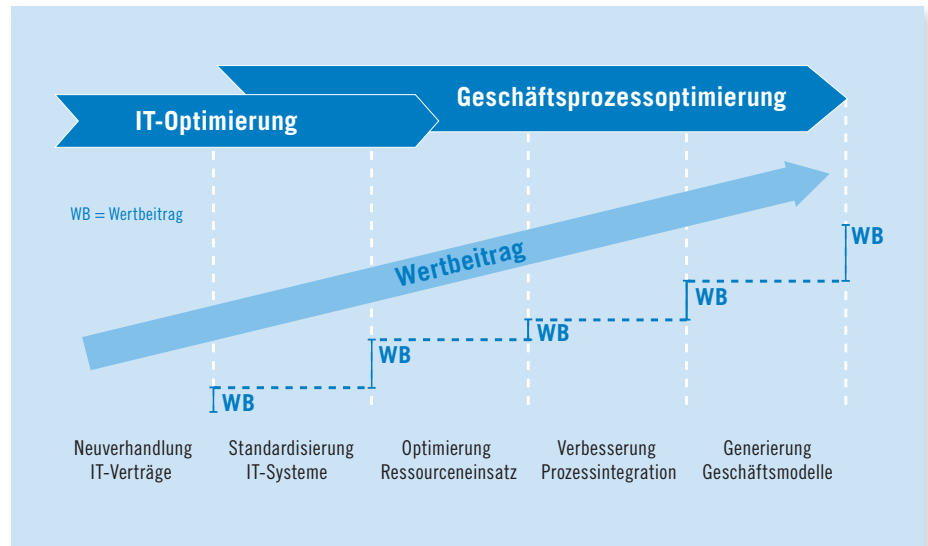 Geschäftsprozessoptimierung
IT-Optimierung
WB = Wertbeitrag
Wertbeitrag
WB
WB
WB
WB
WB
Neuverhandlung
IT-Verträge
Standardisierung
IT-Systeme
Optimierung
Ressourceneinsatz
Verbesserung
Prozessintegration
Generierung
Geschäftsmodelle